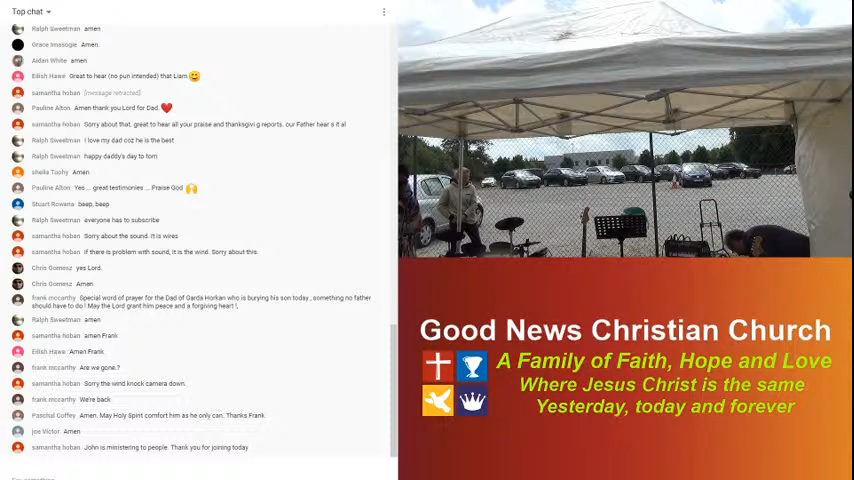 Top chat
Ralph Sweetman amen
Grace Imasogie Amen.
Aidan White amen
Eilish Hawe Great to hear (no pun intended) that Liam
samantha hoban [message retracted]
Pauline Alton Amen thank you Lord for Dad.
samantha hoban Sorry about that, great to hear all your praise and thanksgivi g reports. our Father hear s it al
Ralph Sweetman I love my dad coz he is the best
Ralph Sweetman happy daddy's day to tom
sheila Tashy Amen
Pauline Alton Yes ... great testimonies ... Praise God
Stuart Rowena beep, beep
Ralph Sweetman everyone has to subscribe
samantha hoban Sorry about the sound. It is wires
samantha hoban If there is problem with sound, it is the wind. Sorry about this.
Chris Gomesz yes Lord.
Chris Gomesz Amen
frank mccarthy Special word of prayer for the Dad of Garda Horkan who is burying his son today , something no father
should have to do ! May the Lord grant him peace and a forgiving heart !,
Ralph Sweetman amen
samantha hoban amen Frank
Eilish Hawe Amen Frank
frank mccarthy Are we gone.?
samantha hoban Sorry the wind knock camera down.
frank mccarthy We're back
Paschal Coffey Amen. May Holy Spirit comfort him as he only can. Thanks Frank
joe Victor Amen
samantha hoban John is ministering to people. Thank you for joining today
Good News Christian Church
A Family of Faith, Hope and Love
Where Jesus Christ is the same
Yesterday, today and forever